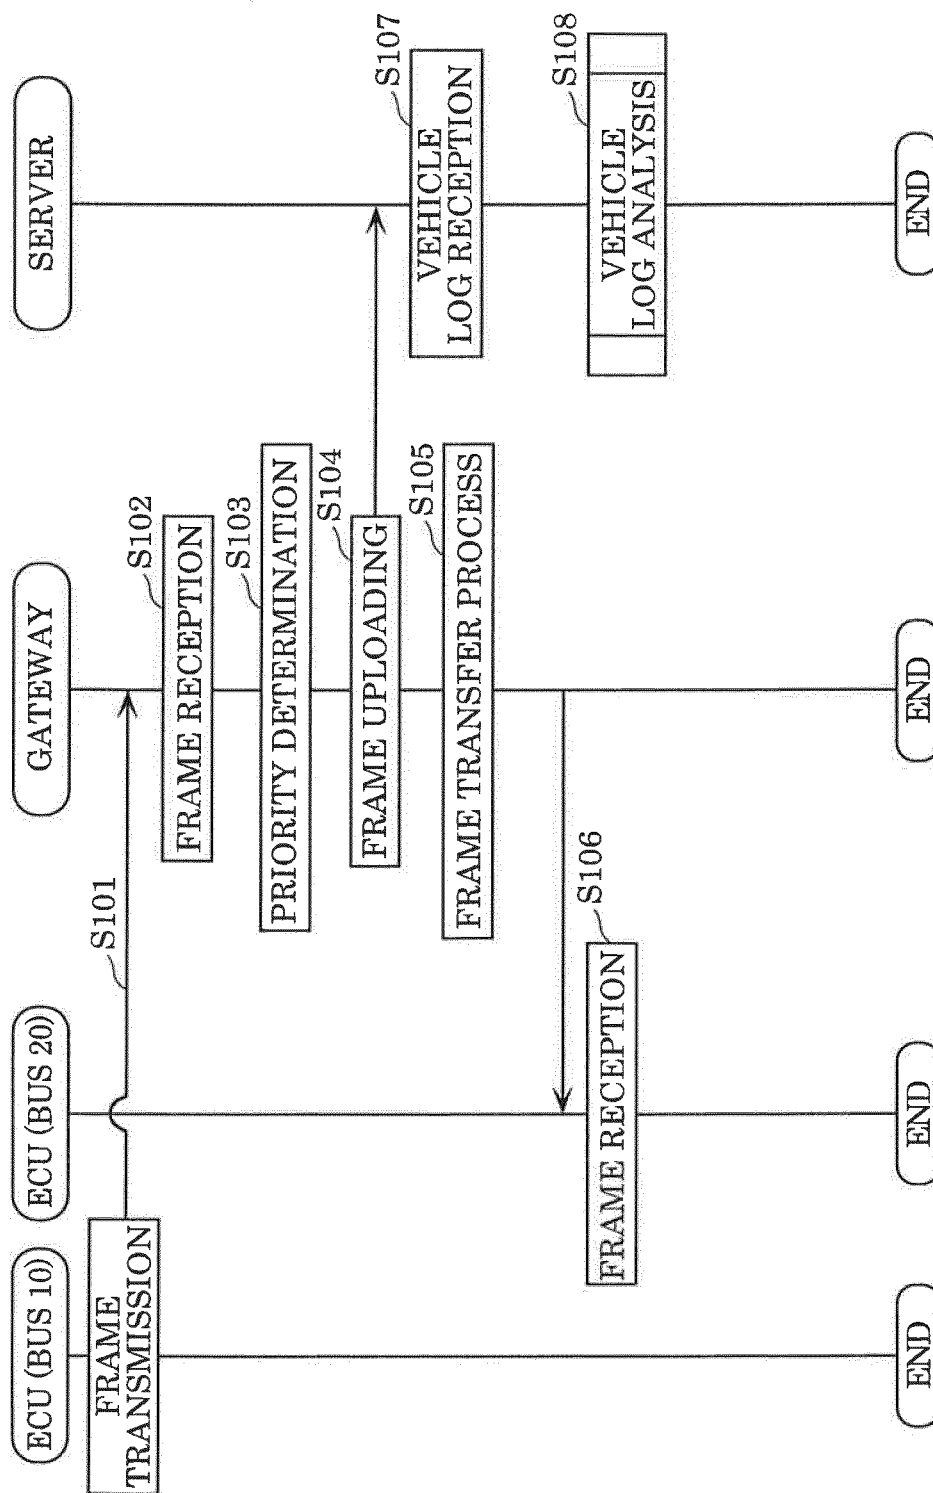 ECU (BUS 10)
ECU (BUS 20)
GATEWAY
SERVER
FRAME
TRANSMISSION
S101
S102
FRAME RECEPTION
S103
PRIORITY DETERMINATION
S104
FRAME UPLOADING
S105
FRAME TRANSFER PROCESS
S106
FRAME RECEPTION
S107
VEHICLE
LOG RECEPTION
S108
VEHICLE
LOG ANALYSIS
END
END
END
END